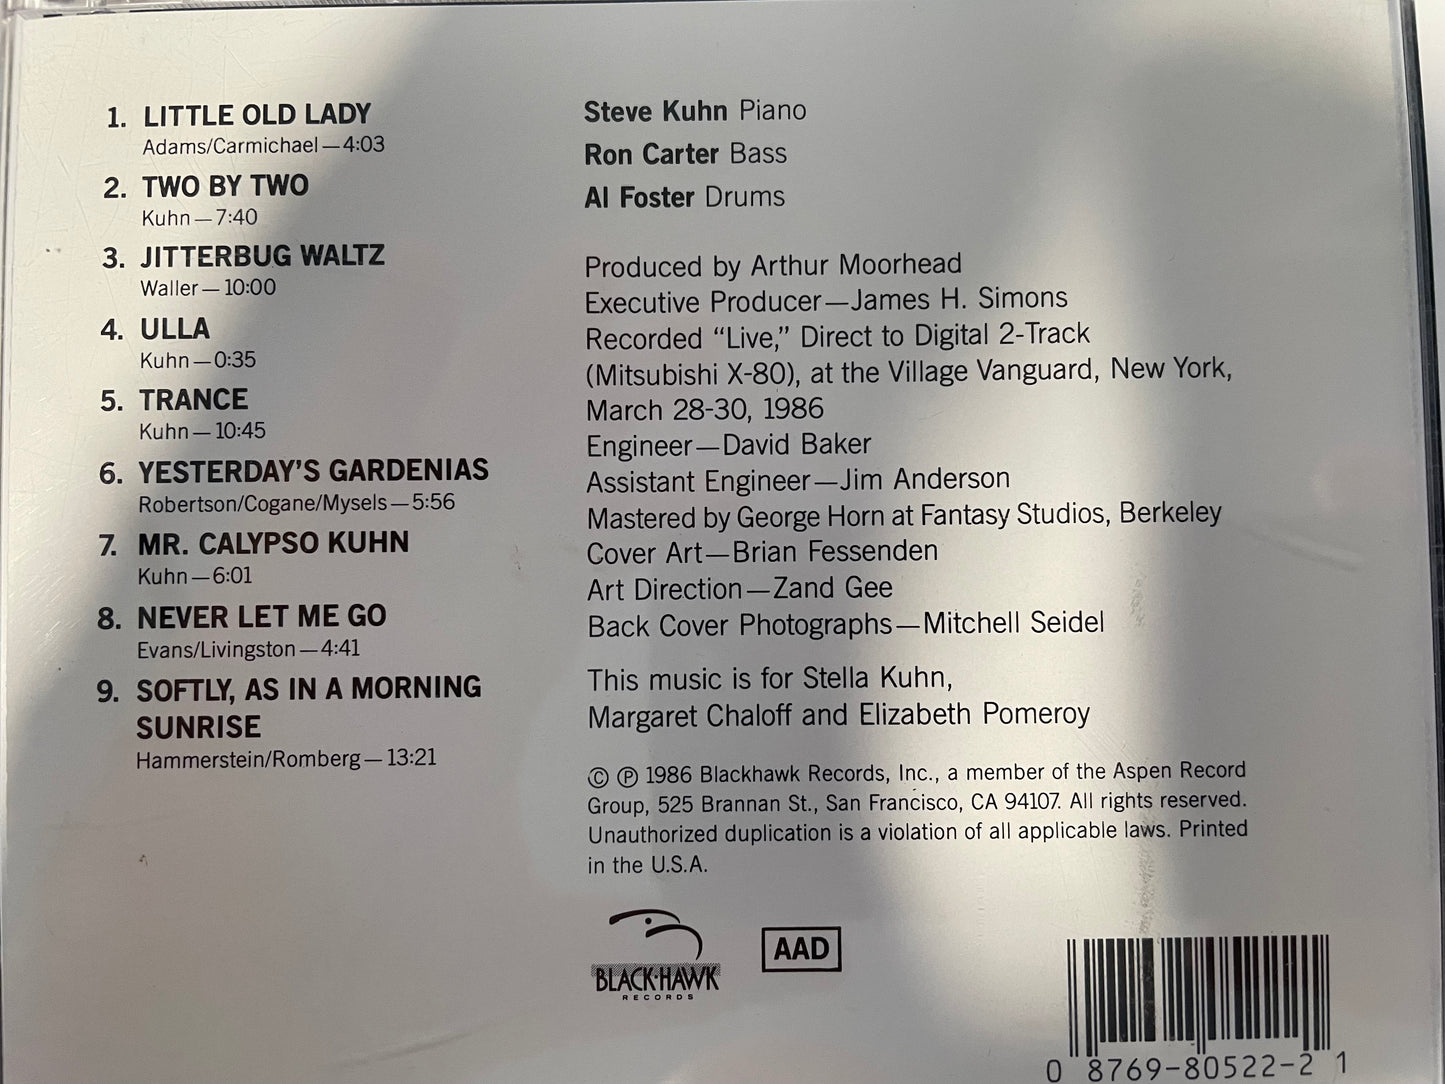 1. LITTLE OLD LADY
Adams/Carmichael—4:03
2. TWO BY TWO
Kuhn—7:40
3. JITTERBUG WALTZ
Waller—10:00
4. ULLA
Kuhn—0:35
5. TRANCE
Kuhn—10:45
6. YESTERDAY'S GARDENIAS
Robertson/Cogane/Mysels—5:56
7. MR. CALYPSO KUHN
Kuhn—6:01
8. NEVER LET ME GO
Evans/Livingston—4:41
9. SOFTLY, AS IN A MORNING
SUNRISE
Hammerstein/Romberg—13:21
Steve Kuhn Piano
Ron Carter Bass
Al Foster Drums
Produced by Arthur Moorhead
Executive Producer—James H. Simons
Recorded “Live,” Direct to Digital 2-Track
(Mitsubishi X-80), at the Village Vanguard, New York,
March 28-30, 1986
Engineer—David Baker
Assistant Engineer—Jim Anderson
Mastered by George Horn at Fantasy Studios, Berkeley
Cover Art—Brian Fessenden
Art Direction—Zand Gee
Back Cover Photographs—Mitchell Seidel
This music is for Stella Kuhn,
Margaret Chaloff and Elizabeth Pomeroy
© ℗ 1986 Blackhawk Records, Inc., a member of the Aspen Record
Group, 525 Brannan St., San Francisco, CA 94107. All rights reserved.
Unauthorized duplication is a violation of all applicable laws. Printed
in the U.S.A.
BLACK·HAWK
RECORDS
AAD
0 8769-80522-2 1